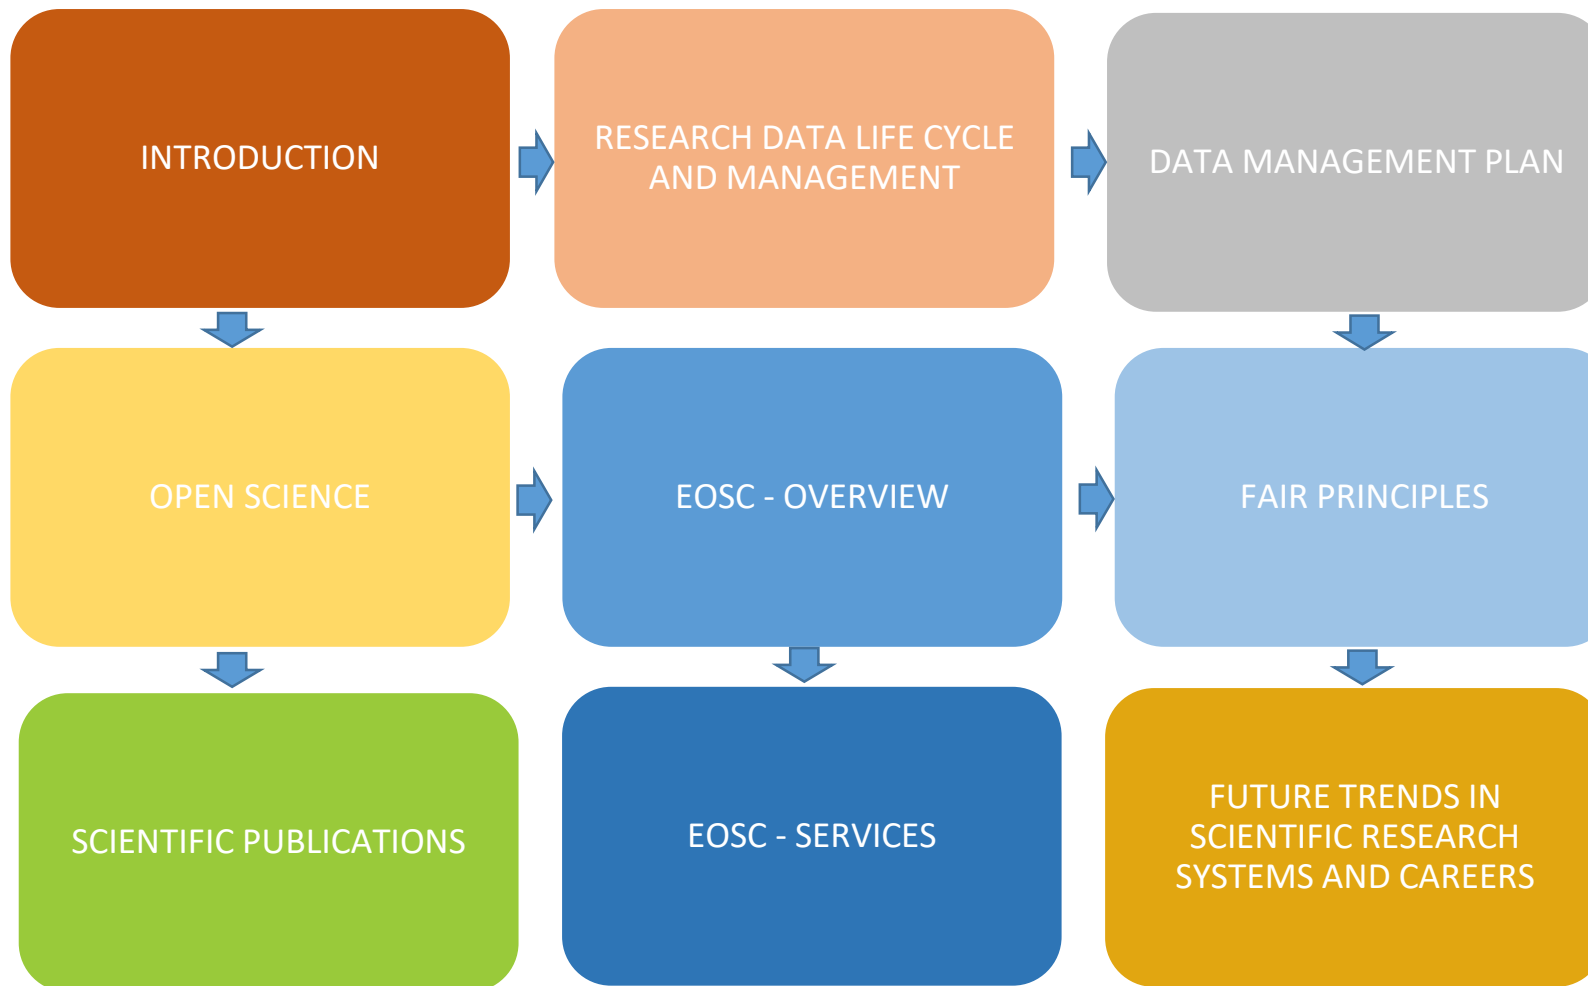 INTRODUCTION
RESEARCH DATA LIFE CYCLE
AND MANAGEMENT
DATA MANAGEMENT PLAN
OPEN SCIENCE
EOSC - OVERVIEW
FAIR PRINCIPLES
SCIENTIFIC PUBLICATIONS
EOSC - SERVICES
FUTURE TRENDS IN
SCIENTIFIC RESEARCH
SYSTEMS AND CAREERS